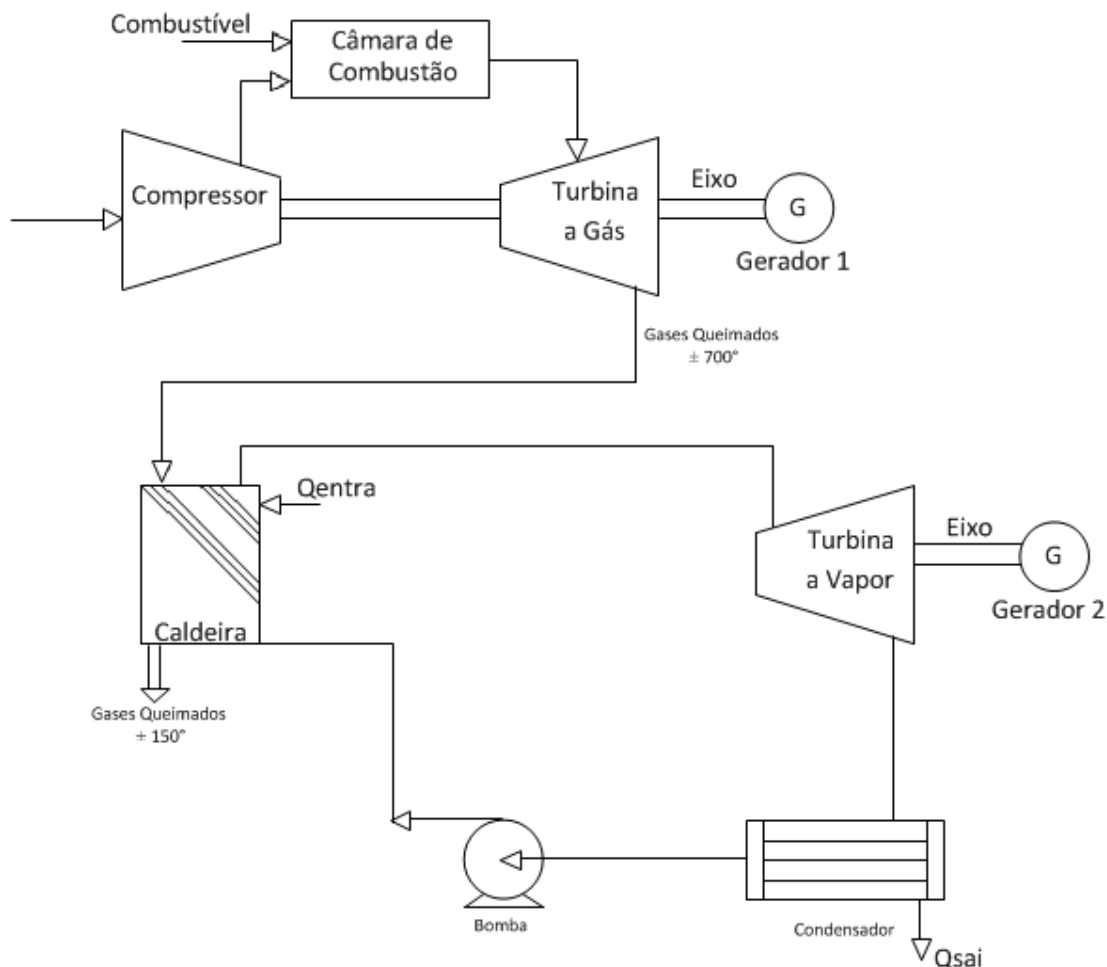 Combustível
Câmara de
Combustão
Compressor
Turbina
a Gás
Eixo
G
Gerador 1
Gases Queimados
± 700°
Qentra
Caldeira
Gases Queimados
± 150°
Turbina
a Vapor
Eixo
G
Gerador 2
Bomba
Condensador
Qsai